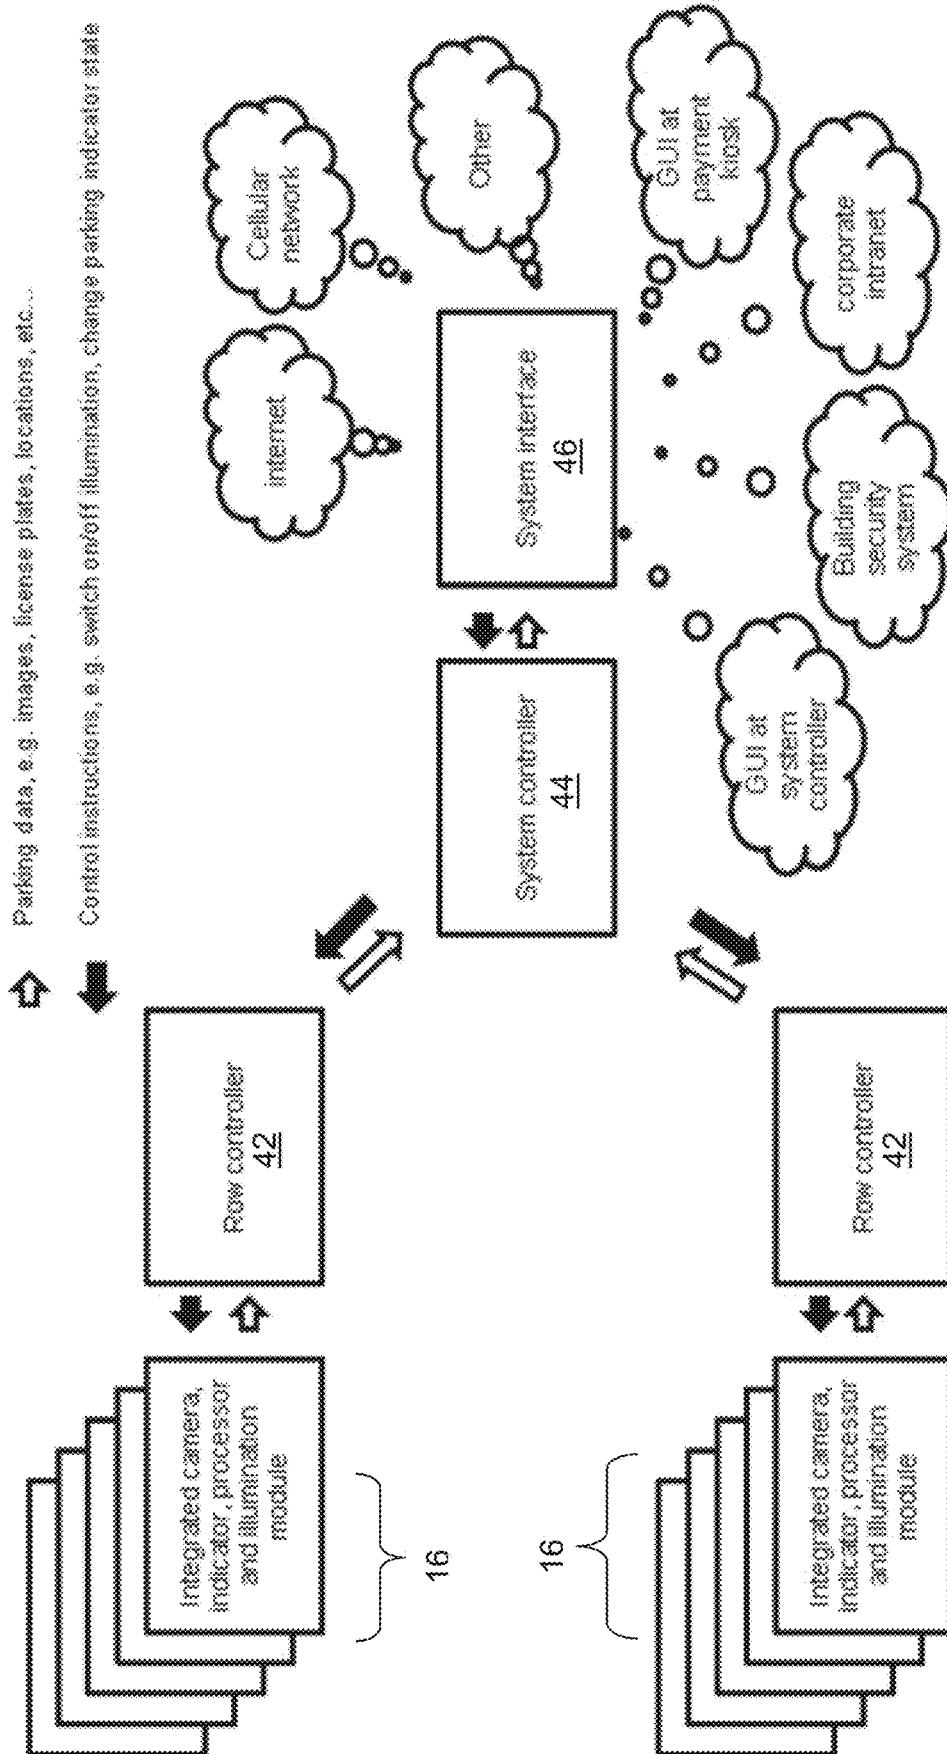 Parking data, e.g. images, license plates, locations, etc...
Control instructions, e.g. switch on/off illumination, change parking indicator state
Integrated camera,
indicator, processor
and illumination
module
16
Row controller
42
System controller
44
System interface
46
internet
Cellular
network
Other
GUI at
payment
kiosk
corporate
intranet
Building
security
system
GUI at
system
controller
16
Integrated camera,
indicator, processor
and illumination
module
Row controller
42